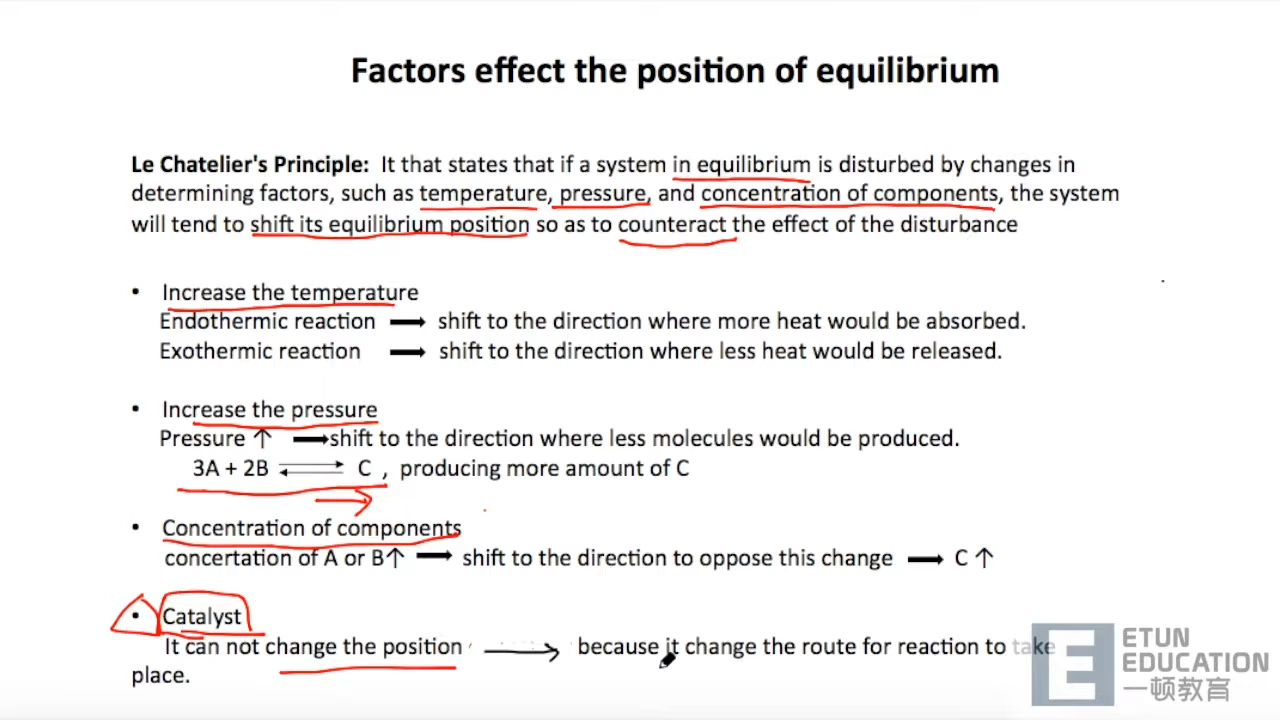 Factors effect the position of equilibrium
Le Chatelier's Principle: It that states that if a system in equilibrium is disturbed by changes in
determining factors, such as temperature, pressure, and concentration of components, the system
will tend to shift its equilibrium position so as to counteract the effect of the disturbance
• Increase the temperature
Endothermic reaction ➡ shift to the direction where more heat would be absorbed.
Exothermic reaction ➡ shift to the direction where less heat would be released.
• Increase the pressure
Pressure ↑ ➡shift to the direction where less molecules would be produced.
3A + 2B ⇌ C , producing more amount of C
• Concentration of components
concertation of A or B↑ ➡ shift to the direction to oppose this change ➡ C ↑
• Catalyst
It can not change the position → because it change the route for reaction to take
place.
ETUN
EDUCATION
一顿教育